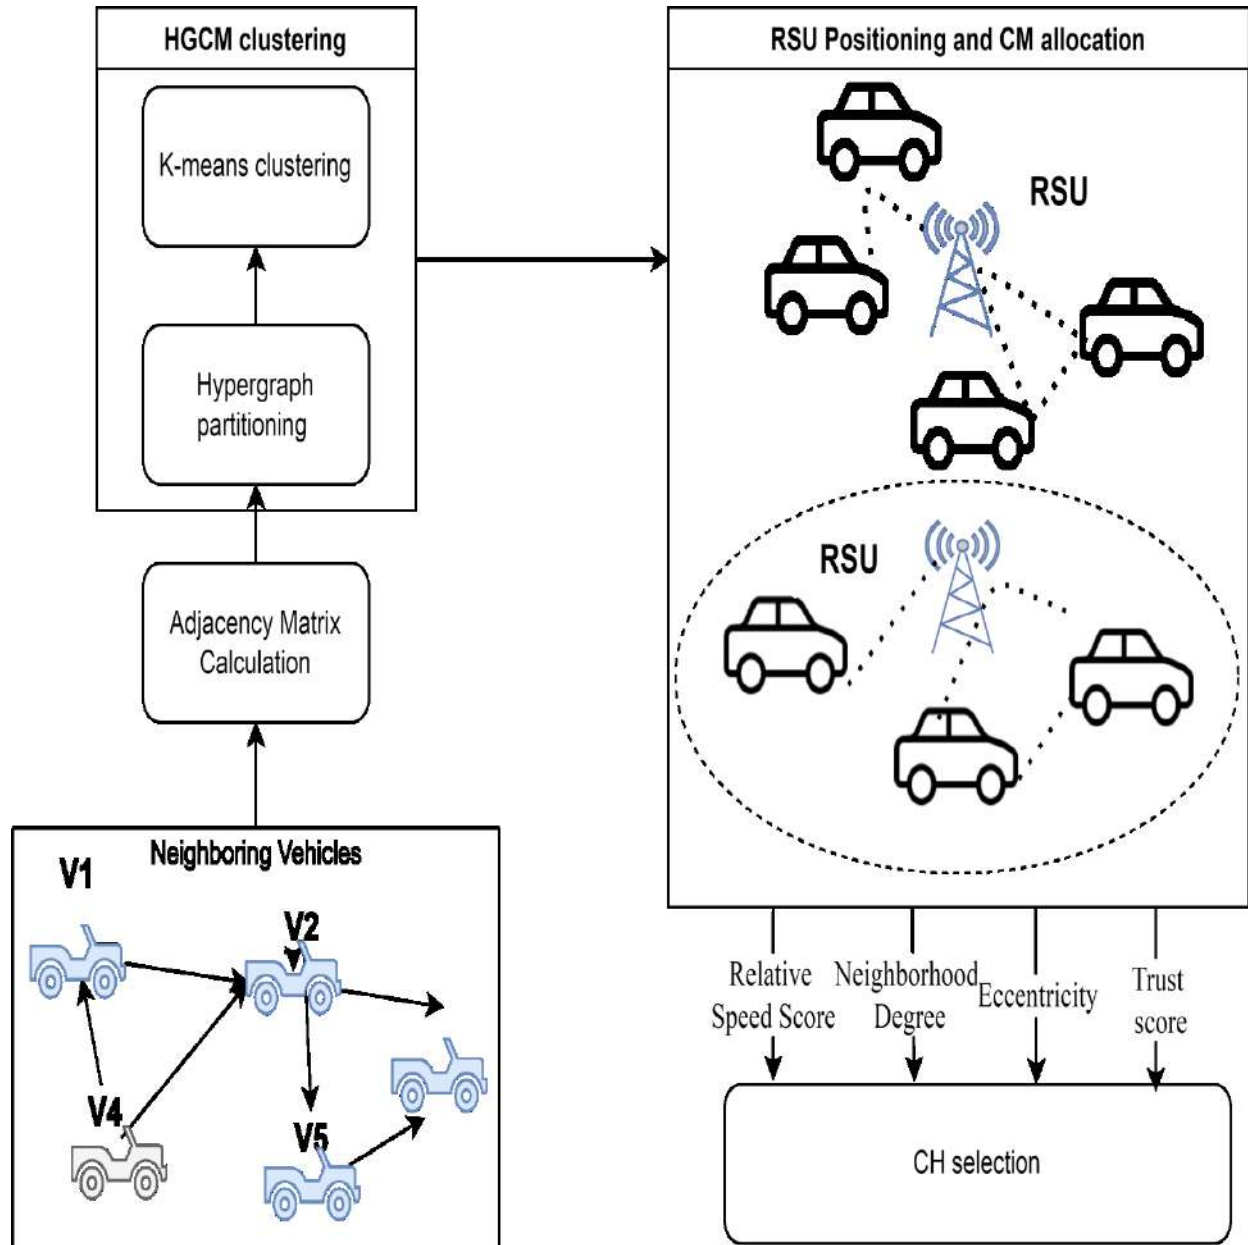 HGCM clustering
K-means clustering
Hypergraph
partitioning
Adjacency Matrix
Calculation
Neighboring Vehicles
V1
V2
V4
V5
RSU Positioning and CM allocation
RSU
RSU
Relative
Speed Score
Neighborhood
Degree
Eccentricity
Trust
score
CH selection